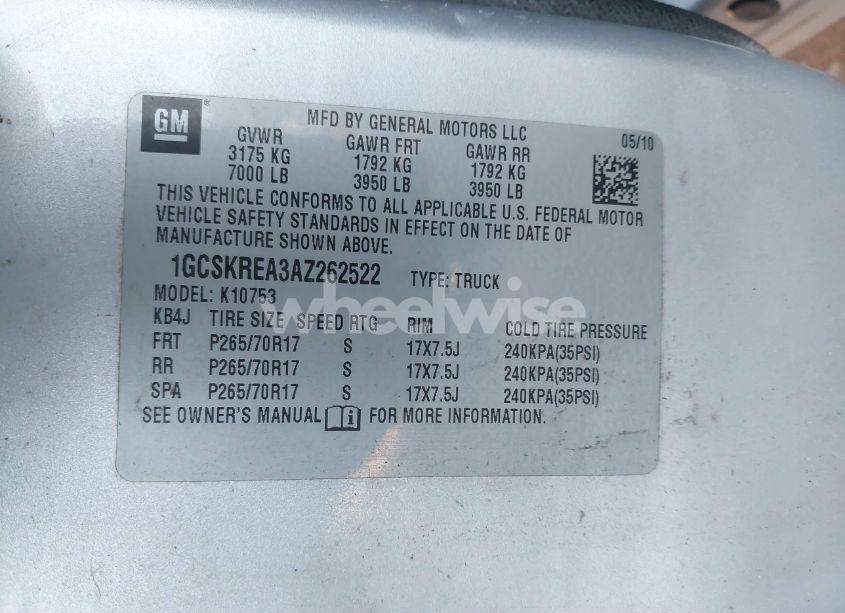 GM ®
MFD BY GENERAL MOTORS LLC
05/10
GVWR GAWR FRT GAWR RR
3175 KG 1792 KG 1792 KG
7000 LB 3950 LB 3950 LB
THIS VEHICLE CONFORMS TO ALL APPLICABLE U.S. FEDERAL MOTOR
VEHICLE SAFETY STANDARDS IN EFFECT ON THE DATE OF
MANUFACTURE SHOWN ABOVE.
1GCSKREA3AZ262522 TYPE: TRUCK
MODEL: K10753
wheelwise
KB4J TIRE SIZE SPEED RTG RIM COLD TIRE PRESSURE
FRT P265/70R17 S 17X7.5J 240KPA(35PSI)
RR P265/70R17 S 17X7.5J 240KPA(35PSI)
SPA P265/70R17 S 17X7.5J 240KPA(35PSI)
SEE OWNER'S MANUAL i FOR MORE INFORMATION.